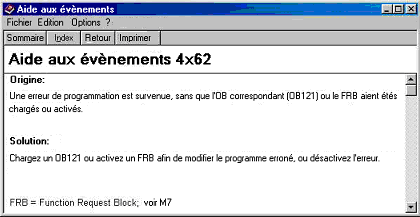 Aide aux évènements
Fichier Edition Options ?
Sommaire Index Retour Imprimer
Aide aux évènements 4x62
Origine:
Une erreur de programmation est survenue, sans que l'OB correspondant (OB121) ou le FRB aient étés
chargés ou activés.
Solution:
Chargez un OB121 ou activez un FRB afin de modifier le programme erroné, ou désactivez l'erreur.
FRB = Function Request Block; voir M7